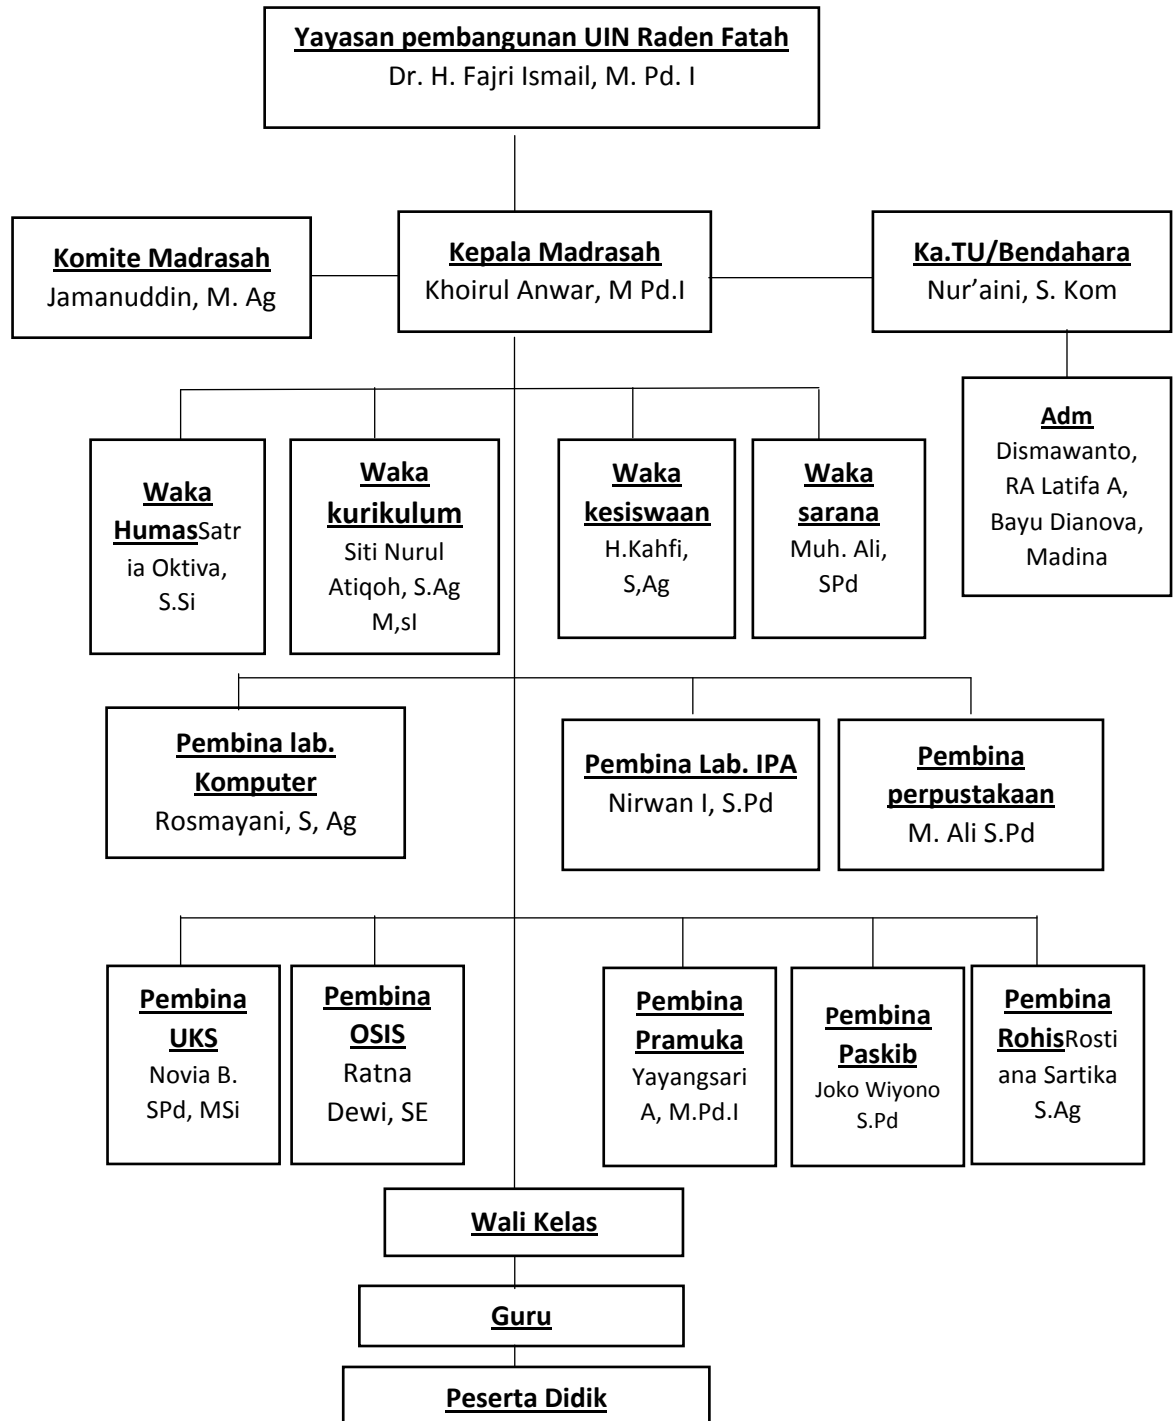 Yayasan pembangunan UIN Raden Fatah
Dr. H. Fajri Ismail, M. Pd. I
Komite Madrasah
Jamanuddin, M. Ag
Kepala Madrasah
Khoirul Anwar, M Pd.I
Ka.TU/Bendahara
Nur’aini, S. Kom
Adm
Dismawanto,
RA Latifa A,
Bayu Dianova,
Madina
Waka
HumasSatr
ia Oktiva,
S.Si
Waka
kurikulum
Siti Nurul
Atiqoh, S.Ag
M,sI
Waka
kesiswaan
H.Kahfi,
S,Ag
Waka
sarana
Muh. Ali,
SPd
Pembina lab.
Komputer
Rosmayani, S, Ag
Pembina Lab. IPA
Nirwan I, S.Pd
Pembina
perpustakaan
M. Ali S.Pd
Pembina
UKS
Novia B.
SPd, MSi
Pembina
OSIS
Ratna
Dewi, SE
Pembina
Pramuka
Yayangsari
A, M.Pd.I
Pembina
Paskib
Joko Wiyono
S.Pd
Pembina
RohisRosti
ana Sartika
S.Ag
Wali Kelas
Guru
Peserta Didik